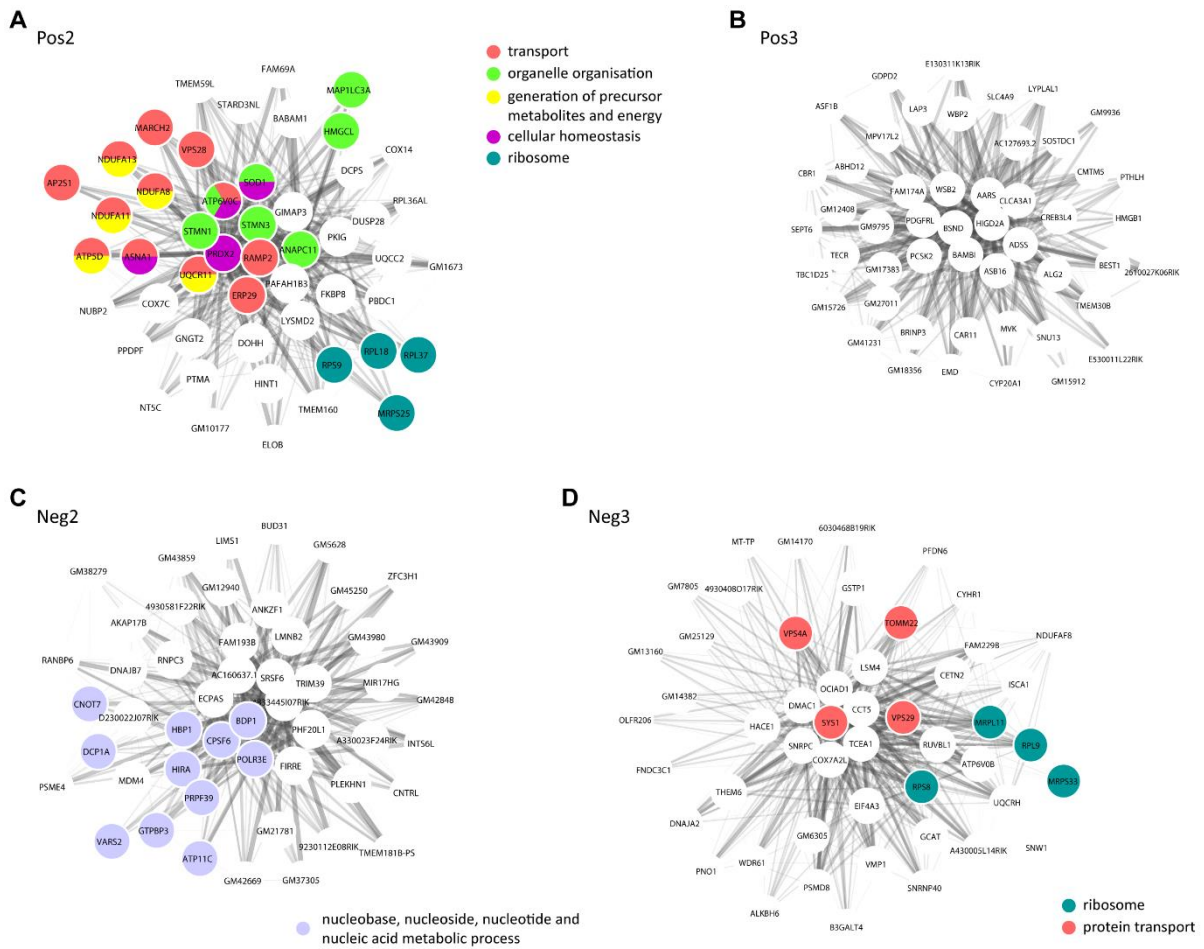 A
Pos2
FAM69A
TMEM59L
MAP1LC3A
STARD3NL
BABAM1
MARCH2
HMGCL
VPS28
COX14
NDUFA13
DCPS
AP2S1
NDUFA8
SOD1
ATP6V0C
RPL36AL
GIMAP3
DUSP28
NDUFA11
STMN1
STMN3
PKIG
ANAPC11
ATP5D
ASNA1
PRDX2
RAMP2
UQCC2
GM1673
UQCR11
PAFAH1B3
NUBP2
COX7C
ERP29
FKBP8
PBDC1
LYSMD2
PPDPF
GNGT2
DOHH
RPL18
RPL37
RPS9
PTMA
HINT1
NT5C
TMEM160
MRPS25
GM10177
ELOB
transport
organelle organisation
generation of precursor
metabolites and energy
cellular homeostasis
ribosome
B
Pos3
E130311K13RIK
GDPD2
SLC4A9
LYPLAL1
ASF1B
LAP3
WBP2
GM9936
MPV17L2
AC127693.2
SOSTDC1
ABHD12
CBR1
FAM174A
WSB2
AARS
CMTM5
PTHLH
CLCA3A1
GM12408
PDGFRL
HIGD2A
CREB3L4
HMGB1
SEPT6
GM9795
BSND
ADSS
TECR
PCSK2
BAMBI
TBC1D25
GM17383
ASB16
ALG2
BEST1
2610027K06RIK
GM15726
GM27011
TMEM30B
BRINP3
CAR11
MVK
SNU13
GM41231
E530011L22RIK
GM18356
EMD
CYP20A1
GM15912
C
Neg2
BUD31
LIMS1
GM5628
GM43859
ZFC3H1
GM38279
GM12940
GM45250
4930581F22RIK
ANKZF1
AKAP17B
FAM193B
LMNB2
GM43980
GM43909
RANBP6
DNAJB7
RNPC3
AC160637.1
SRSF6
TRIM39
MIR17HG
CNOT7
ECPAS
GM42848
D230022J07RIK
BDP1
HBP1
PHF20L1
CPSF6
A330023F24RIK
INTS6L
DCP1A
POLR3E
HIRA
FIRRE
PSME4
MDM4
PLEKHN1
CNTRL
PRPF39
GTPBP3
GM21781
VARS2
9230112E08RIK
ATP11C
TMEM181B-PS
GM42669
GM37305
nucleobase, nucleoside, nucleotide and
nucleic acid metabolic process
D
Neg3
6030468B19RIK
MT-TP
GM14170
PFDN6
GM7805
4930408O17RIK
GSTP1
CYHR1
GM25129
VPS4A
TOMM22
NDUFAF8
GM13160
LSM4
FAM229B
CETN2
GM14382
OCIAD1
ISCA1
DMAC1
CCT5
OLFR206
HACE1
SYS1
VPS29
MRPL11
SNRPC
TCEA1
RUVBL1
RPL9
FNDC3C1
COX7A2L
ATP6V0B
MRPS33
THEM6
RPS8
EIF4A3
UQCRH
DNAJA2
GM6305
GCAT
PNO1
WDR61
VMP1
A430005L14RIK
SNW1
PSMD8
SNRNP40
ALKBH6
B3GALT4
ribosome
protein transport